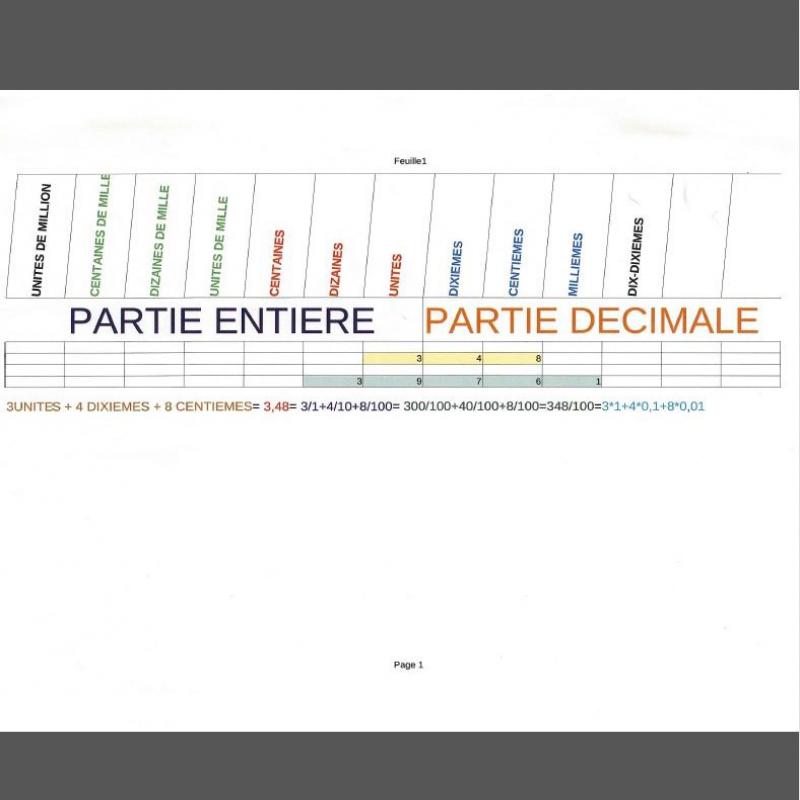 Feuille1
UNITES DE MILLION CENTAINES DE MILLE DIZAINES DE MILLE UNITES DE MILLE CENTAINES DIZAINES UNITES DIXIEMES CENTIEMES MILLIEMES DIX-DIXIEMES
PARTIE ENTIERE PARTIE DECIMALE
3 4 8
3 9 7 6 1
3UNITES + 4 DIXIEMES + 8 CENTIEMES= 3,48= 3/1+4/10+8/100= 300/100+40/100+8/100=348/100=3*1+4*0,1+8*0,01
Page 1